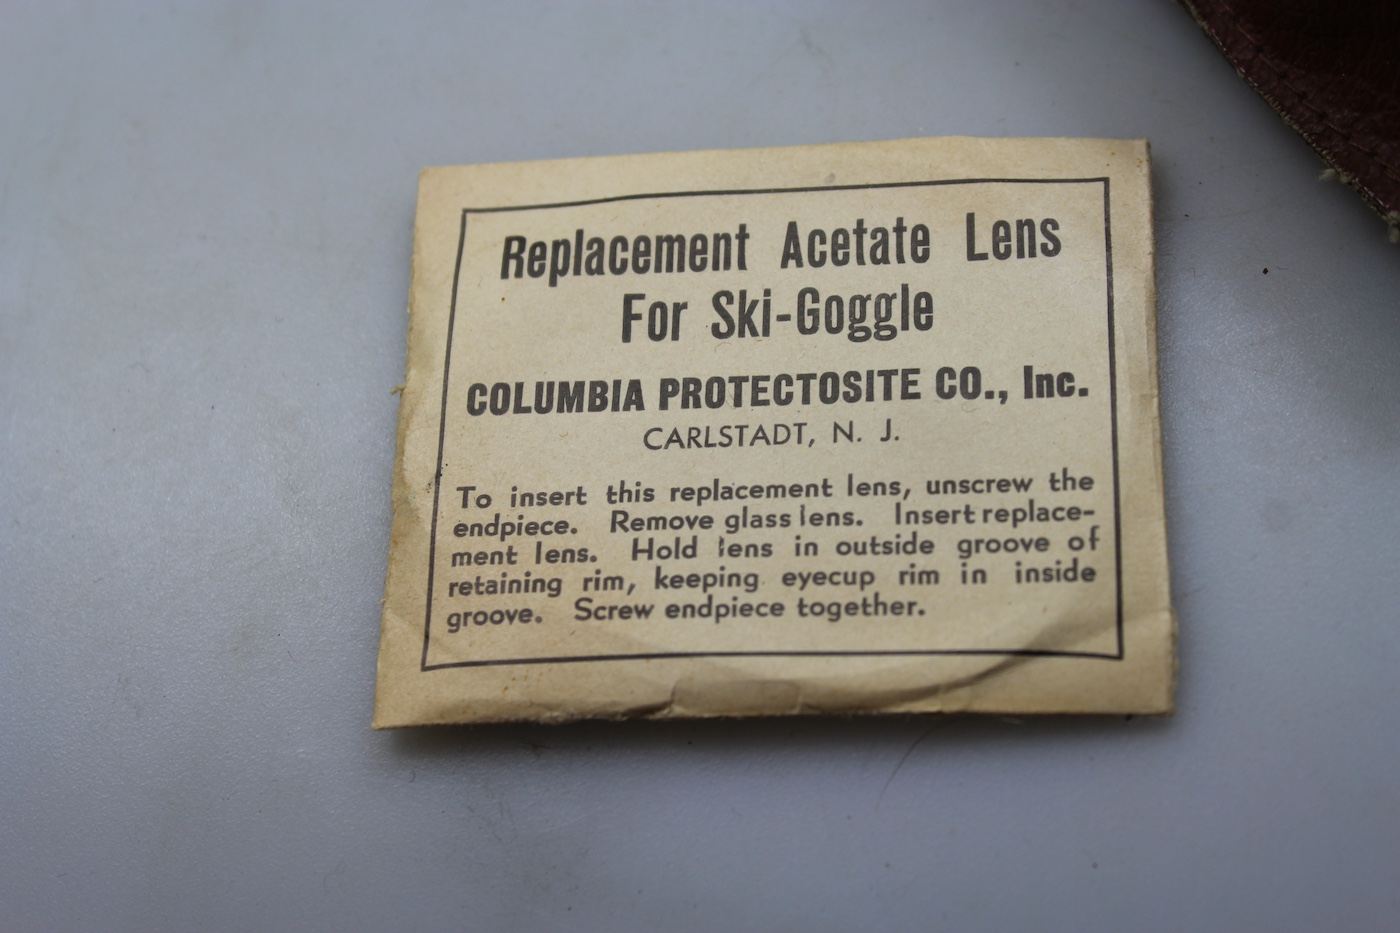 Replacement Acetate Lens
For Ski-Goggle
COLUMBIA PROTECTOSITE CO., Inc.
CARLSTADT, N. J.
To insert this replacement lens, unscrew the
endpiece. Remove glass lens. Insert replace-
ment lens. Hold lens in outside groove of
retaining rim, keeping eyecup rim in inside
groove. Screw endpiece together.